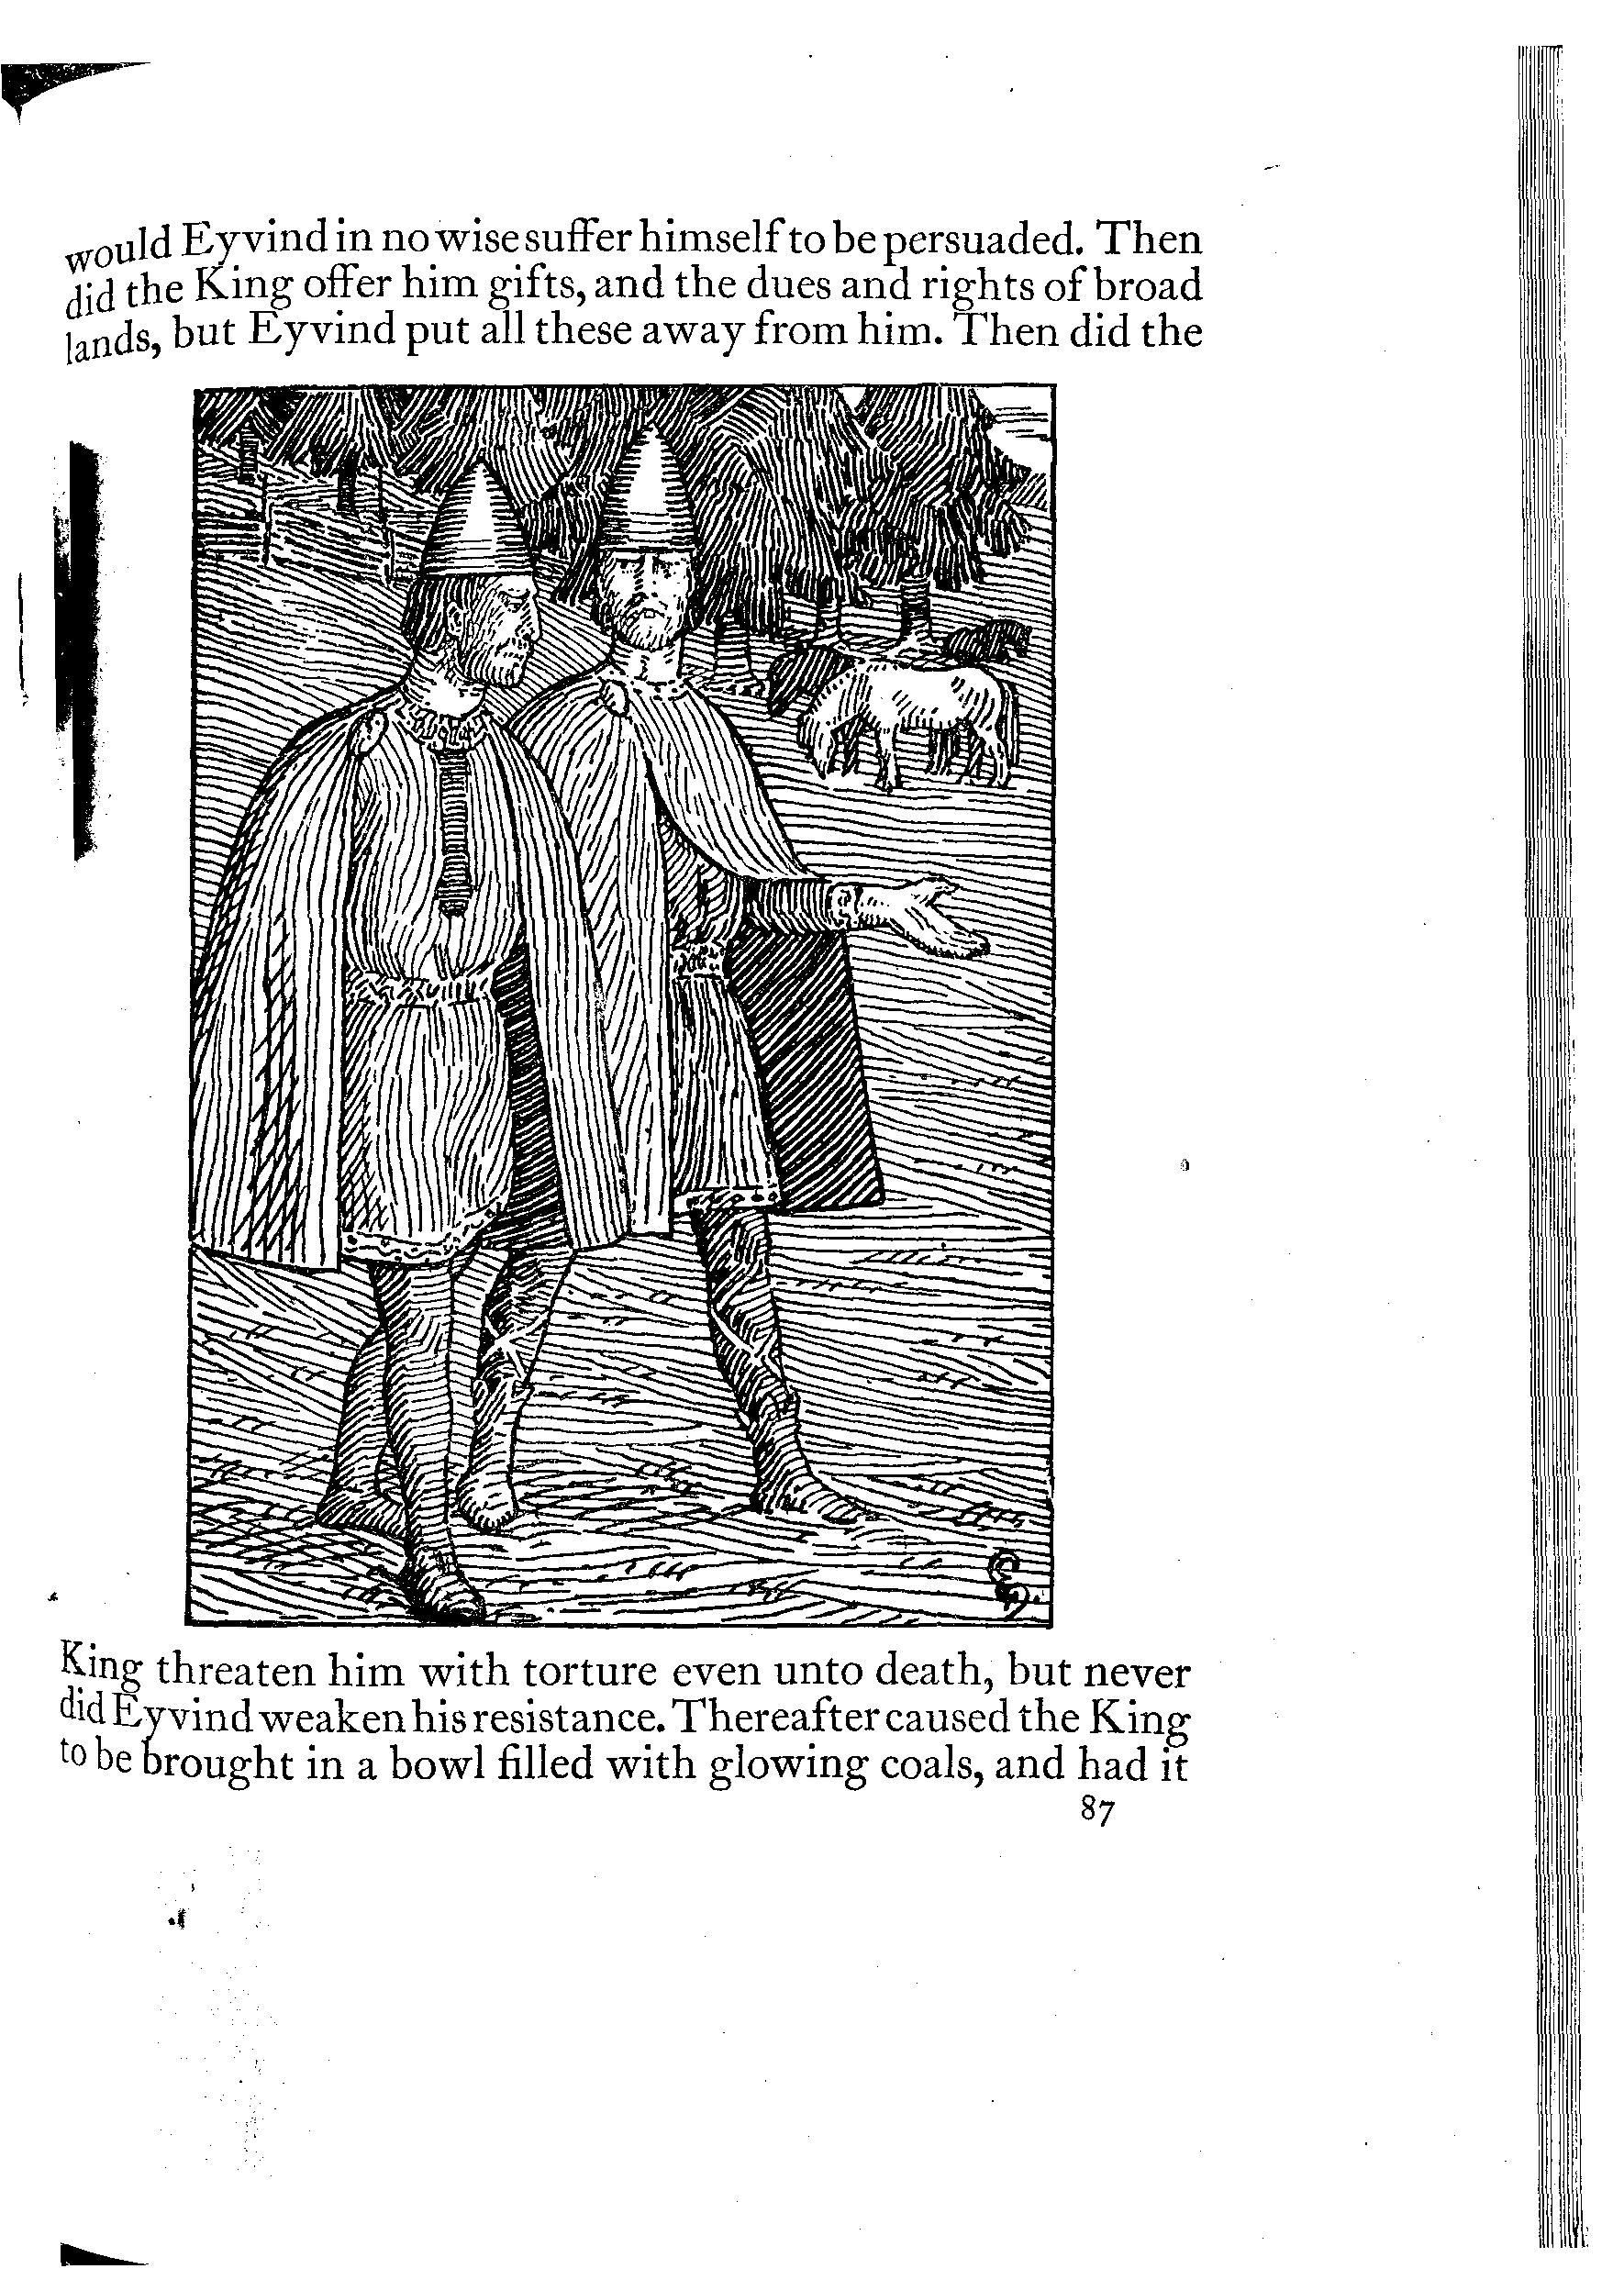 would Eyvind in no wise suffer himself to be persuaded. Then
did the King offer him gifts, and the dues and rights of broad
lands, but Eyvind put all these away from him. Then did the
King threaten him with torture even unto death, but never
did Eyvind weaken his resistance. Thereafter caused the King
to be brought in a bowl filled with glowing coals, and had it
87